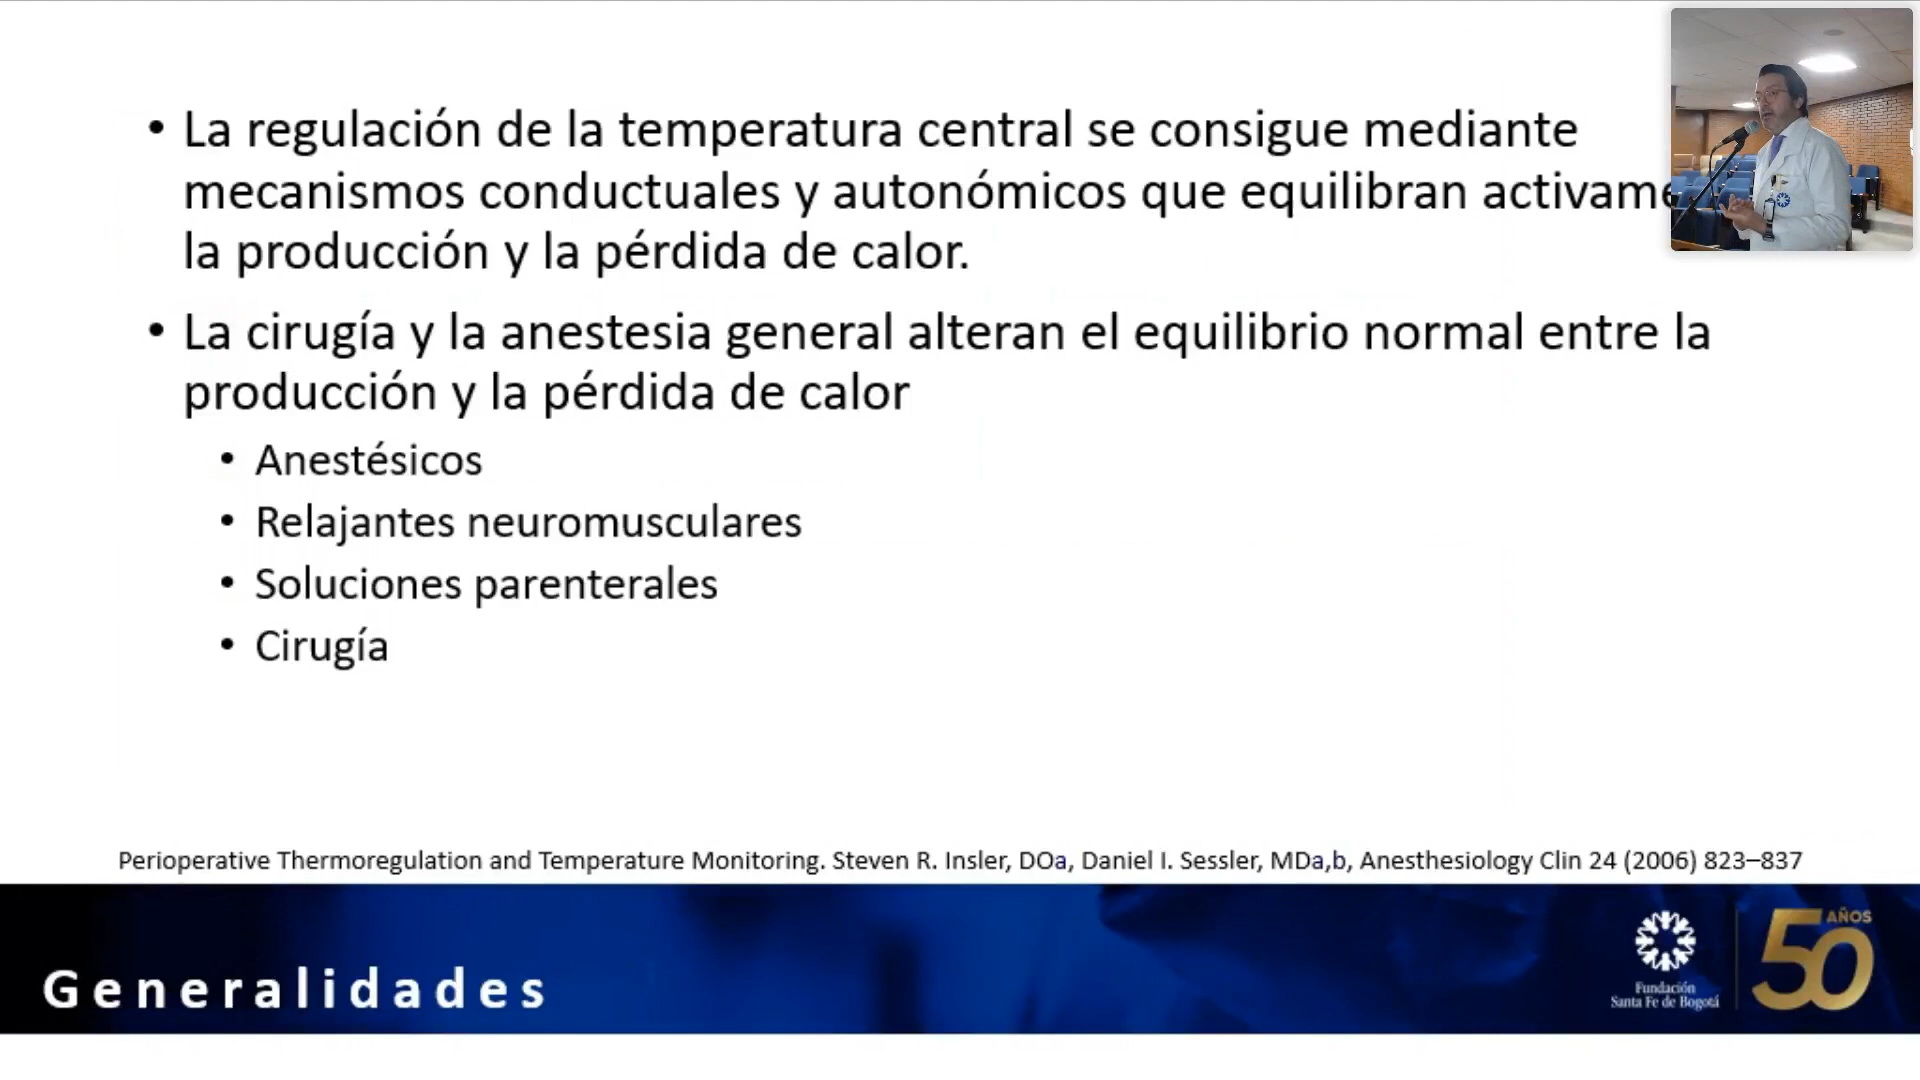 • La regulación de la temperatura central se consigue mediante
mecanismos conductuales y autonómicos que equilibran
la producción y la pérdida de calor.
• La cirugía y la anestesia general alteran el equilibrio normal entre la
producción y la pérdida de calor
• Anestésicos
• Relajantes neuromusculares
• Soluciones parenterales
• Cirugía
Perioperative Thermoregulation and Temperature Monitoring. Steven R. Insler, DOa, Daniel I. Sessler, MDa,b, Anesthesiology Clin 24 (2006) 823–837
Generalidades
Fundación
Santa Fe de Bogotá
50 AÑOS